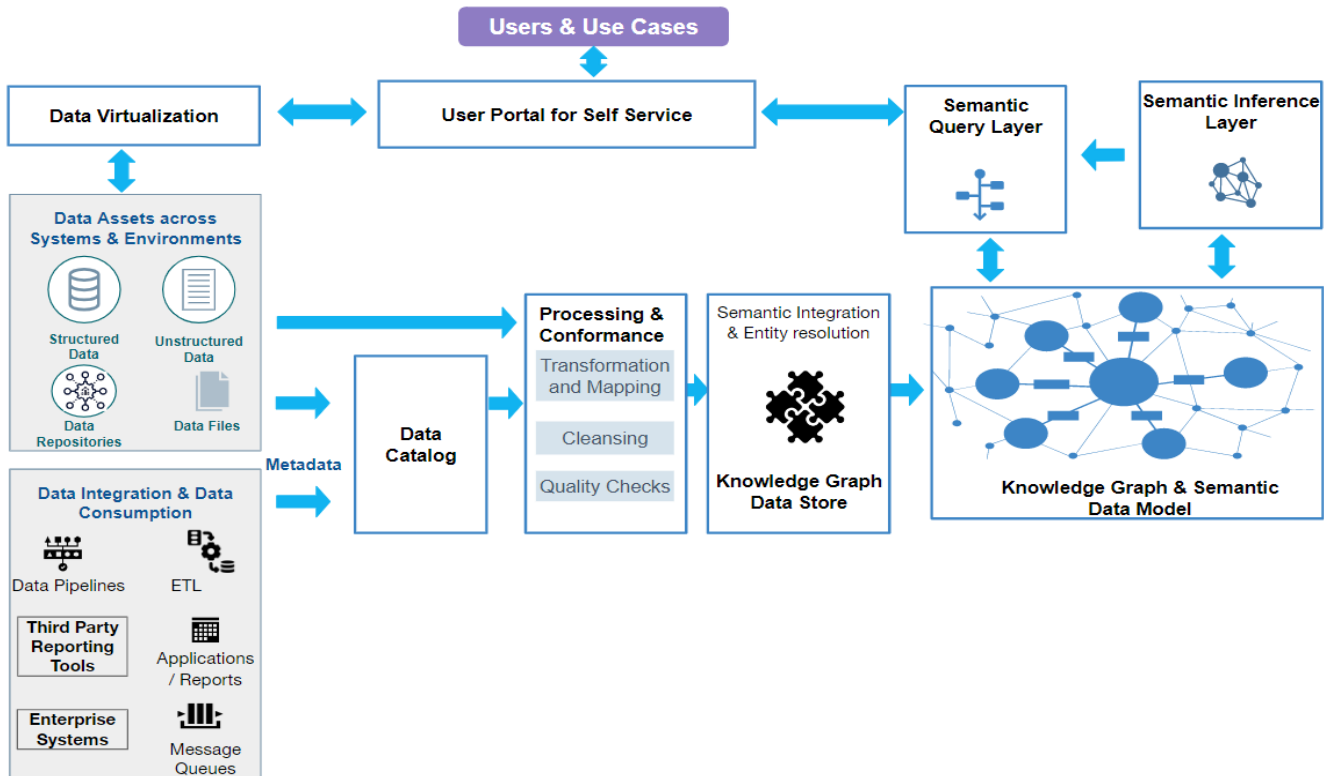 Users & Use Cases
Data Virtualization
User Portal for Self Service
Semantic
Query Layer
Semantic Inference
Layer
Data Assets across
Systems & Environments
Structured
Data
Unstructured
Data
Data
Repositories
Data Files
Metadata
Data Integration & Data
Consumption
Data Pipelines
ETL
Third Party
Reporting
Tools
Applications
/ Reports
Enterprise
Systems
Message
Queues
Data
Catalog
Processing &
Conformance
Transformation
and Mapping
Cleansing
Quality Checks
Semantic Integration
& Entity resolution
Knowledge Graph
Data Store
Knowledge Graph & Semantic
Data Model